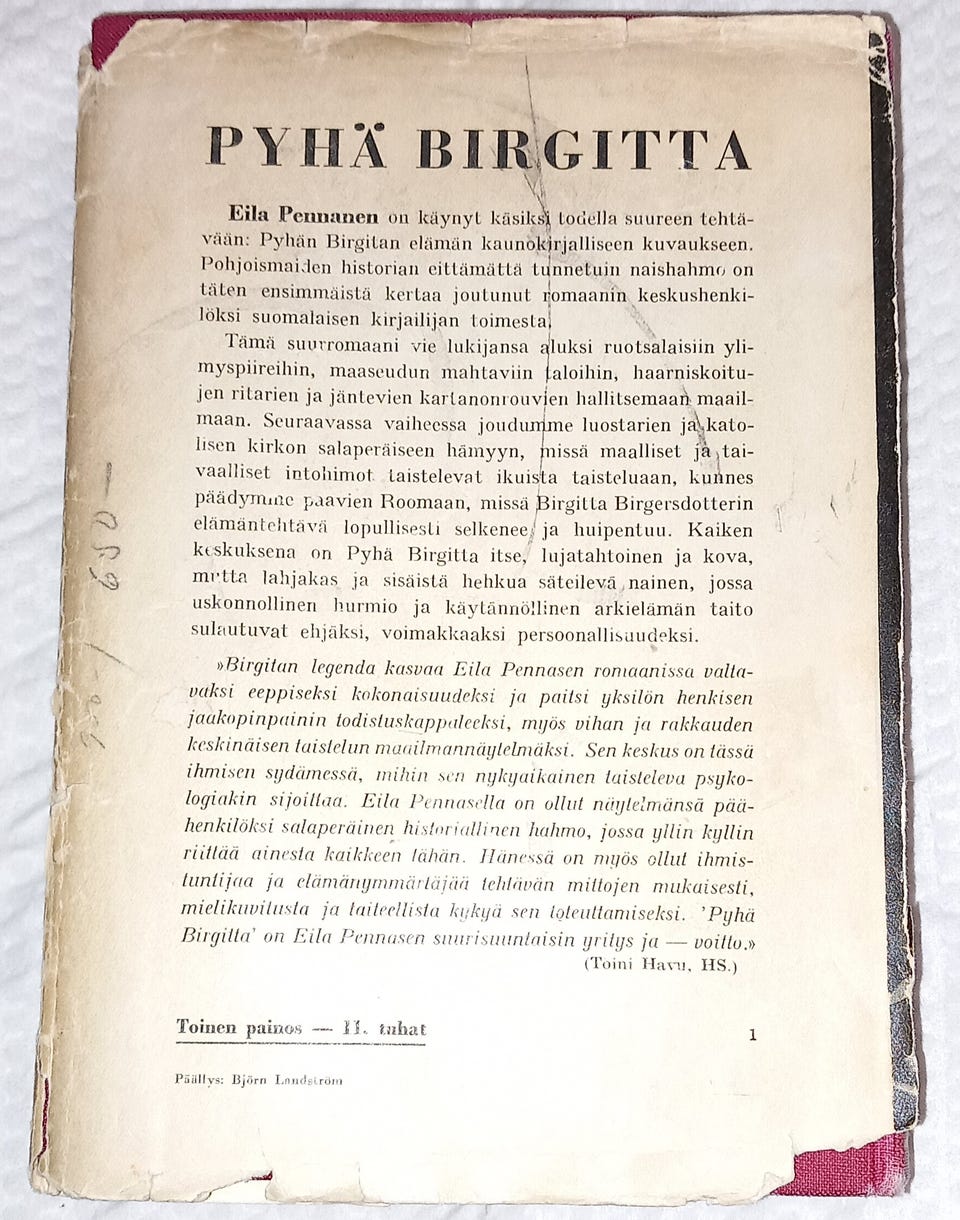 PYHÄ BIRGITTA
Eila Pennanen on käynyt käsiksi todella suureen tehtä-
vään: Pyhän Birgitan elämän kaunokirjalliseen kuvaukseen.
Pohjoismaiden historian eittämättä tunnetuin naishahmo on
täten ensimmäistä kertaa joutunut romaanin keskushenki-
löksi suomalaisen kirjailijan toimesta.
Tämä suurromaani vie lukijansa aluksi ruotsalaisiin yli-
myspiireihin, maaseudun mahtaviin taloihin, haarniskoitu-
jen ritarien ja jäntevien kartanonrouvien hallitsemaan maail-
maan. Seuraavassa vaiheessa joudumme luostarien ja kato-
lisen kirkon salaperäiseen hämyyn, missä maalliset ja tai-
vaalliset intohimot taistelevat ikuista taisteluaan, kunnes
päädymme paavien Roomaan, missä Birgitta Birgersdotterin
elämäntehtävä lopullisesti selkenee ja huipentuu. Kaiken
keskuksena on Pyhä Birgitta itse, lujatahtoinen ja kova,
mutta lahjakas ja sisäistä hehkua säteilevä nainen, jossa
uskonnollinen hurmio ja käytännöllinen arkielämän taito
sulautuvat ehjäksi, voimakkaaksi persoonallisuudeksi.
»Birgitan legenda kasvaa Eila Pennasen romaanissa valta-
vaksi eeppiseksi kokonaisuudeksi ja paitsi yksilön henkisen
jaakopinpainin todistuskappaleeksi, myös vihan ja rakkauden
keskinäisen taistelun maailmannäytelmäksi. Sen keskus on tässä
ihmisen sydämessä, mihin sen nykyaikainen taisteleva psyko-
logiakin sijoittaa. Eila Pennasella on ollut näytelmänsä pää-
henkilöksi salaperäinen historiallinen hahmo, jossa yllin kyllin
riittää ainesta kaikkeen tähän. Hänessä on myös ollut ihmis-
tuntijaa ja elämänymmärtäjää tehtävän mittojen mukaisesti,
mielikuvitusta ja taiteellista kykyä sen toteuttamiseksi. 'Pyhä
Birgitta' on Eila Pennasen suurisuuntaisin yritys ja — voitto.»
(Toini Havu, HS.)
Toinen painos — II. tuhat
1
Päällys: Björn Landström
650 —